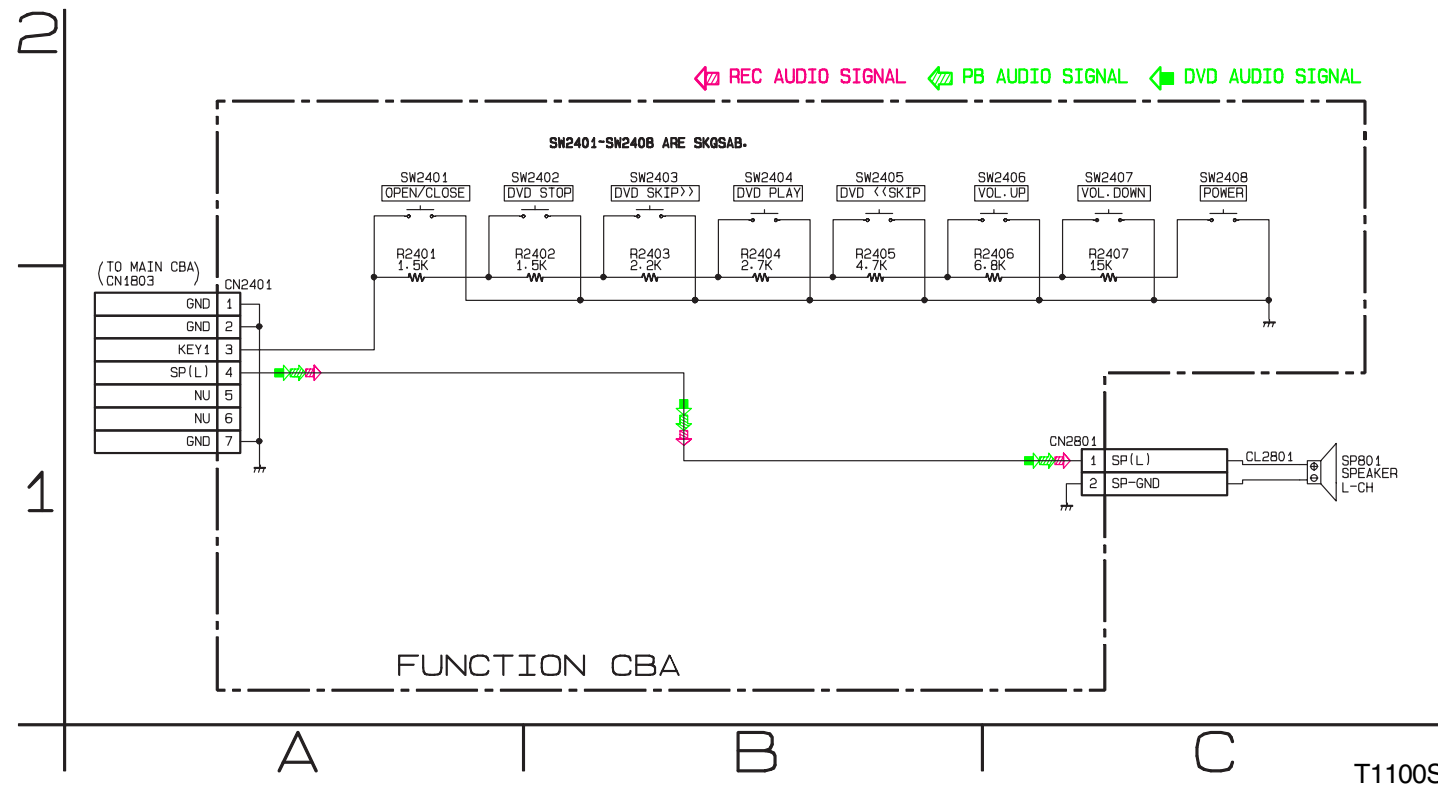 2
REC AUDIO SIGNAL PB AUDIO SIGNAL DVD AUDIO SIGNAL
SW2401~SW2408 ARE SKQSAB.
SW2401 SW2402 SW2403 SW2404 SW2405 SW2406 SW2407 SW2408
OPEN/CLOSE DVD STOP DVD SKIP>> DVD PLAY DVD <<SKIP VOL.UP VOL.DOWN POWER
R2401 R2402 R2403 R2404 R2405 R2406 R2407
1.5K 1.5K 2.2K 2.7K 4.7K 6.8K 15K
(TO MAIN CBA)
CN1803
CN2401
GND 1
GND 2
KEY1 3
SP(L) 4
NU 5
NU 6
GND 7
CN2801
1 SP(L)
2 SP-GND
CL2801
SP801
SPEAKER
L-CH
1
FUNCTION CBA
A B C
T1100S